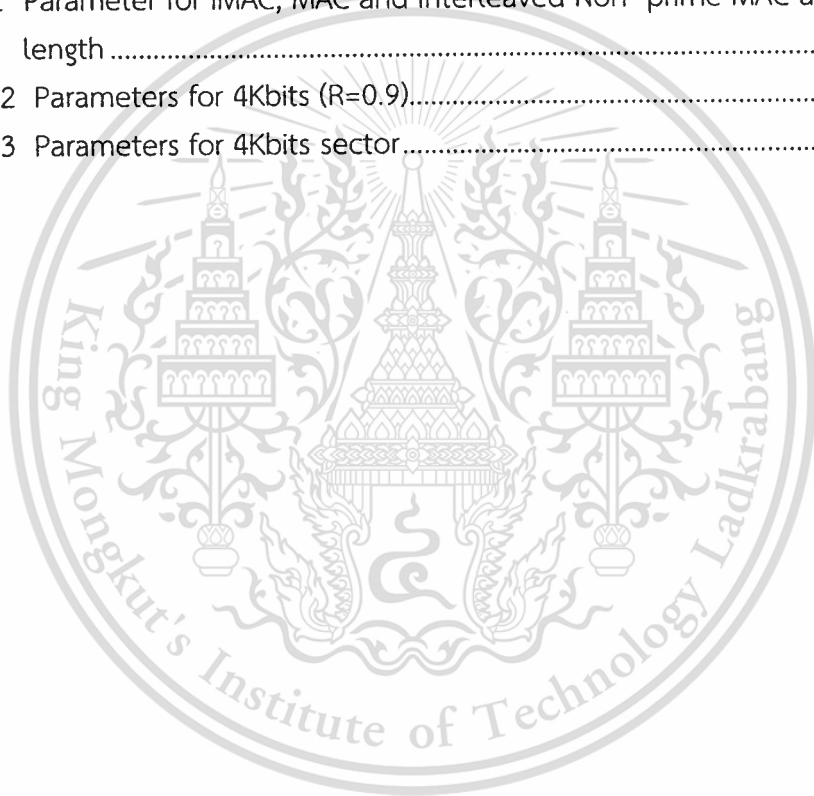 Parameter for IMAC, MAC and InteReaved Non- prime MAC a
length ........................................................................................................
2 Parameters for 4Kbits (R=0.9)..........................................................
3 Parameters for 4Kbits sector............................................................
King Mongkut's Institute of Technology Ladkrabang